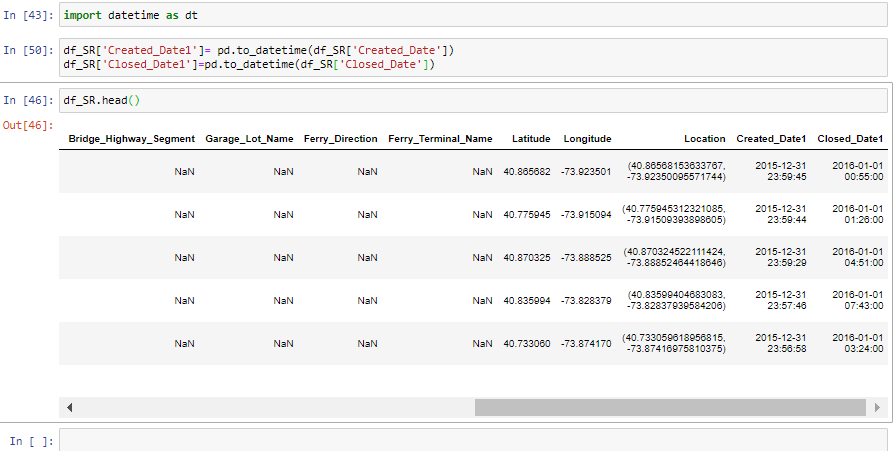 In [43]: import datetime as dt
In [50]: df_SR['Created_Date1']= pd.to_datetime(df_SR['Created_Date'])
df_SR['Closed_Date1']=pd.to_datetime(df_SR['Closed_Date'])
In [46]: df_SR.head()
Out[46]:
Bridge_Highway_Segment Garage_Lot_Name Ferry_Direction Ferry_Terminal_Name Latitude Longitude Location Created_Date1 Closed_Date1
NaN NaN NaN NaN 40.865682 -73.923501 (40.86568153633767, 2015-12-31 2016-01-01
-73.92350095571744) 23:59:45 00:55:00
NaN NaN NaN NaN 40.775945 -73.915094 (40.775945312321085, 2015-12-31 2016-01-01
-73.91509393898605) 23:59:44 01:26:00
NaN NaN NaN NaN 40.870325 -73.888525 (40.870324522111424, 2015-12-31 2016-01-01
-73.88852464418646) 23:59:29 04:51:00
NaN NaN NaN NaN 40.835994 -73.828379 (40.83599404683083, 2015-12-31 2016-01-01
-73.82837939584206) 23:57:46 07:43:00
NaN NaN NaN NaN 40.733060 -73.874170 (40.733059618956815, 2015-12-31 2016-01-01
-73.87416975810375) 23:56:58 03:24:00
In [ ]: